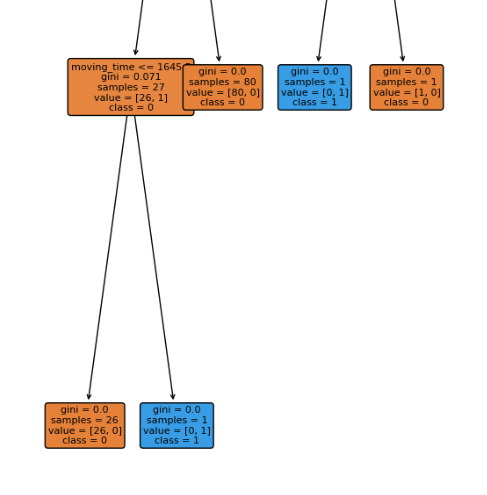 moving_time <= 1645.5
gini = 0.071
samples = 27
value = [26, 1]
class = 0
gini = 0.0
samples = 80
value = [80, 0]
class = 0
gini = 0.0
samples = 1
value = [0, 1]
class = 1
gini = 0.0
samples = 1
value = [1, 0]
class = 0
gini = 0.0
samples = 26
value = [26, 0]
class = 0
gini = 0.0
samples = 1
value = [0, 1]
class = 1